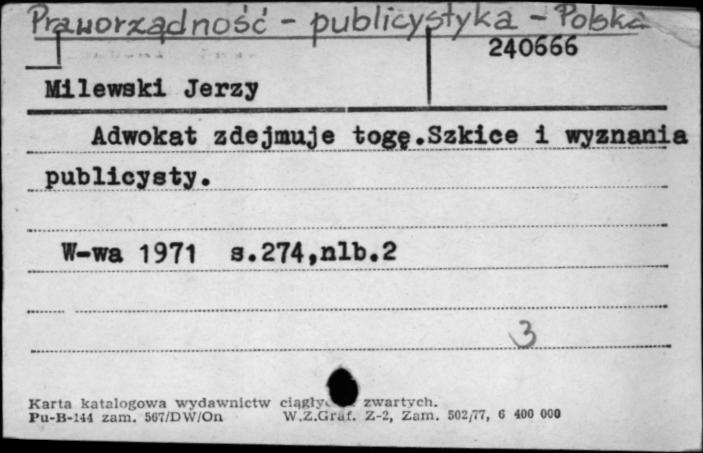 Praworządność - publicystyka - Polska
240666
Milewski Jerzy
Adwokat zdejmuje togę.Szkice i wyznania
publicysty.
W-wa 1971 s.274,nlb.2
3
Karta katalogowa wydawnictw zwartych.
Pu-B-144 zam. 567/DW/On W.Z.Graf. Z-2, Zam. 502/77, 6 400 000